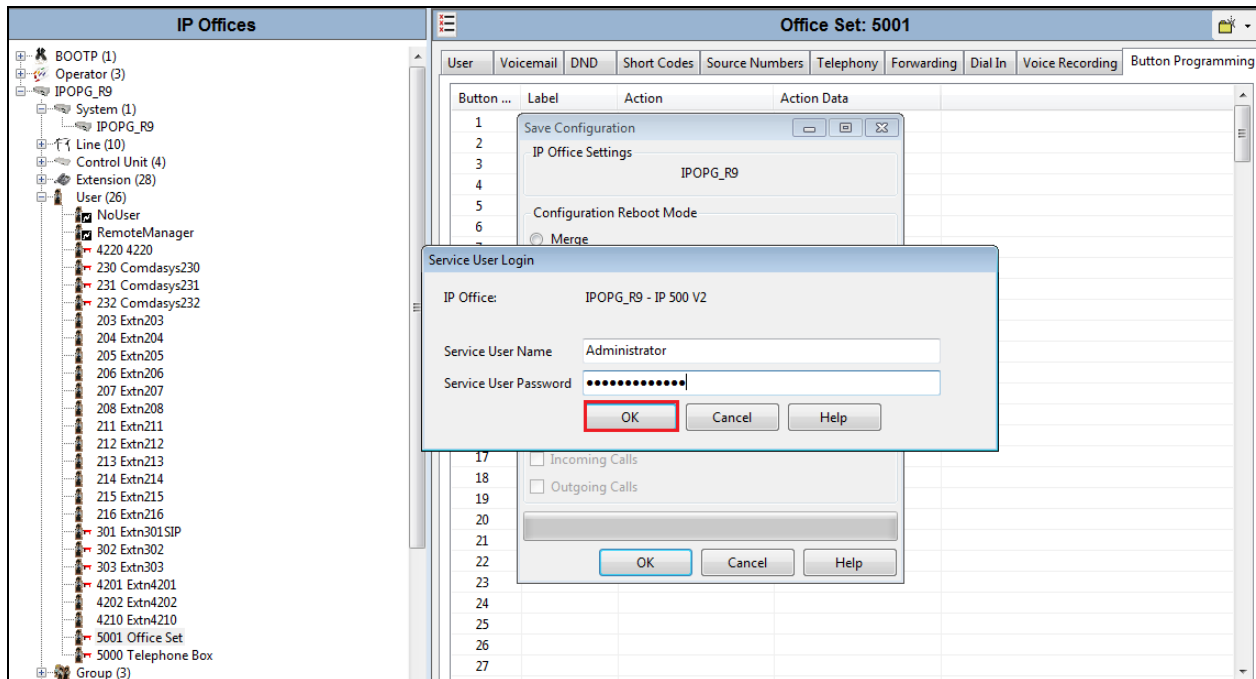 IP Offices
BOOTP (1)
Operator (3)
IPOPG_R9
System (1)
IPOPG_R9
Line (10)
Control Unit (4)
Extension (28)
User (26)
NoUser
RemoteManager
4220 4220
230 Comdasys230
231 Comdasys231
232 Comdasys232
203 Extn203
204 Extn204
205 Extn205
206 Extn206
207 Extn207
208 Extn208
211 Extn211
212 Extn212
213 Extn213
214 Extn214
215 Extn215
216 Extn216
301 Extn301SIP
302 Extn302
303 Extn303
4201 Extn4201
4202 Extn4202
4210 Extn4210
5001 Office Set
5000 Telephone Box
Group (3)
Office Set: 5001
User Voicemail DND Short Codes Source Numbers Telephony Forwarding Dial In Voice Recording Button Programming
Button ... Label Action Action Data
1
2
3
4
5
6
Save Configuration
IP Office Settings
IPOPG_R9
Configuration Reboot Mode
Merge
Service User Login
IP Office: IPOPG_R9 - IP 500 V2
Service User Name Administrator
Service User Password •••••••••••••
OK Cancel Help
17
18
19
20
21
22
23
24
25
26
27
Incoming Calls
Outgoing Calls
OK Cancel Help